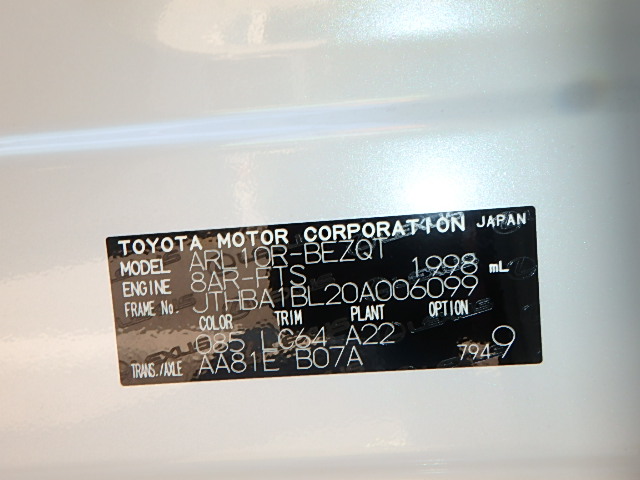 TOYOTA MOTOR CORPORATION JAPAN
MODEL ARL10R-BEZQT
ENGINE 8AR-FTS 1998 mL
FRAME No. JTHBA1BL20A006099
COLOR TRIM PLANT OPTION
085 LC64 A22
TRANS./AXLE AA81E B07A 794 9